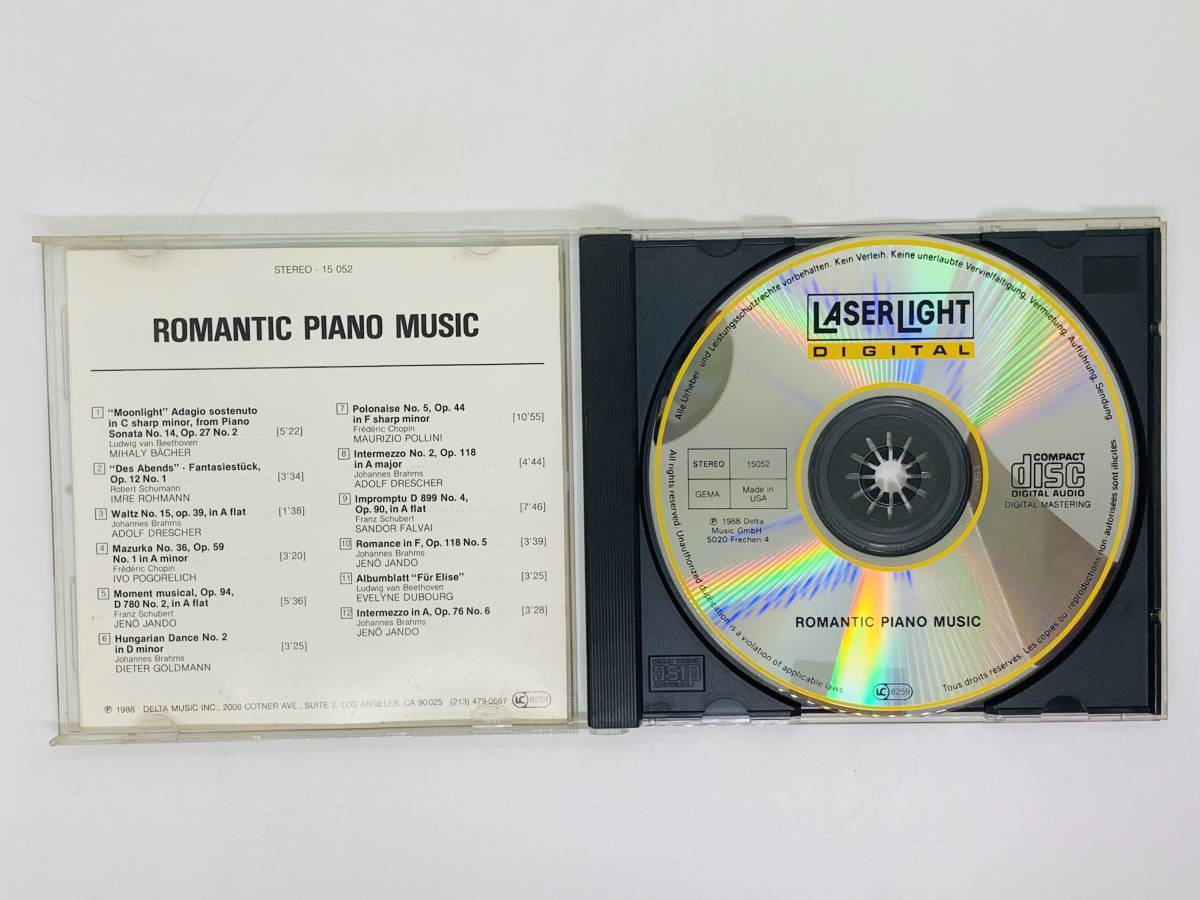 STEREO · 15 052
ROMANTIC PIANO MUSIC
1 "Moonlight" Adagio sostenuto
in C sharp minor, from Piano
Sonata No. 14, Op. 27 No. 2 ...... [5'22]
Ludwig van Beethoven
MIHALY BÄCHER
2 "Des Abends" · Fantasiestück,
Op. 12 No. 1 ...... [3'34]
Robert Schumann
IMRE ROHMANN
3 Waltz No. 15, op. 39, in A flat ...... [1'38]
Johannes Brahms
ADOLF DRESCHER
4 Mazurka No. 36, Op. 59
No. 1 in A minor ...... [3'20]
Frédéric Chopin
IVO POGORELICH
5 Moment musical, Op. 94,
D 780 No. 2, in A flat ...... [5'36]
Franz Schubert
JENÖ JANDO
6 Hungarian Dance No. 2
in D minor ...... [3'25]
Johannes Brahms
DIETER GOLDMANN
7 Polonaise No. 5, Op. 44
in F sharp minor ...... [10'55]
Frédéric Chopin
MAURIZIO POLLINI
8 Intermezzo No. 2, Op. 118
in A major ...... [4'44]
Johannes Brahms
ADOLF DRESCHER
9 Impromptu D 899 No. 4,
Op. 90, in A flat ...... [7'46]
Franz Schubert
SANDOR FALVAI
10 Romance in F, Op. 118 No. 5 ...... [3'39]
Johannes Brahms
JENÖ JANDO
11 Albumblatt "Für Elise" ...... [3'25]
Ludwig van Beethoven
EVELYNE DUBOURG
12 Intermezzo in A, Op. 76 No. 6 ...... [3'28]
Johannes Brahms
JENÖ JANDO
℗ 1988 · DELTA MUSIC INC., 2008 COTNER AVE., SUITE 2, LOS ANGELES, CA 90025 (213) 479-0667 LC 8259
Alle Urheber- und Leistungsschutzrechte vorbehalten. Kein Verleih. Keine unerlaubte Vervielfältigung, Vermietung, Aufführung, Sendung
LASERLIGHT
DIGITAL
STEREO 15052
GEMA Made in USA
℗ 1988 Delta
Music GmbH
5020 Frechen 4
COMPACT
disc
DIGITAL AUDIO
DIGITAL MASTERING
ROMANTIC PIANO MUSIC
LC 8259
All rights reserved. Unauthorized duplication is a violation of applicable laws
Tous droits reservés. Les copies ou reproductions non-autorisées sont illicites